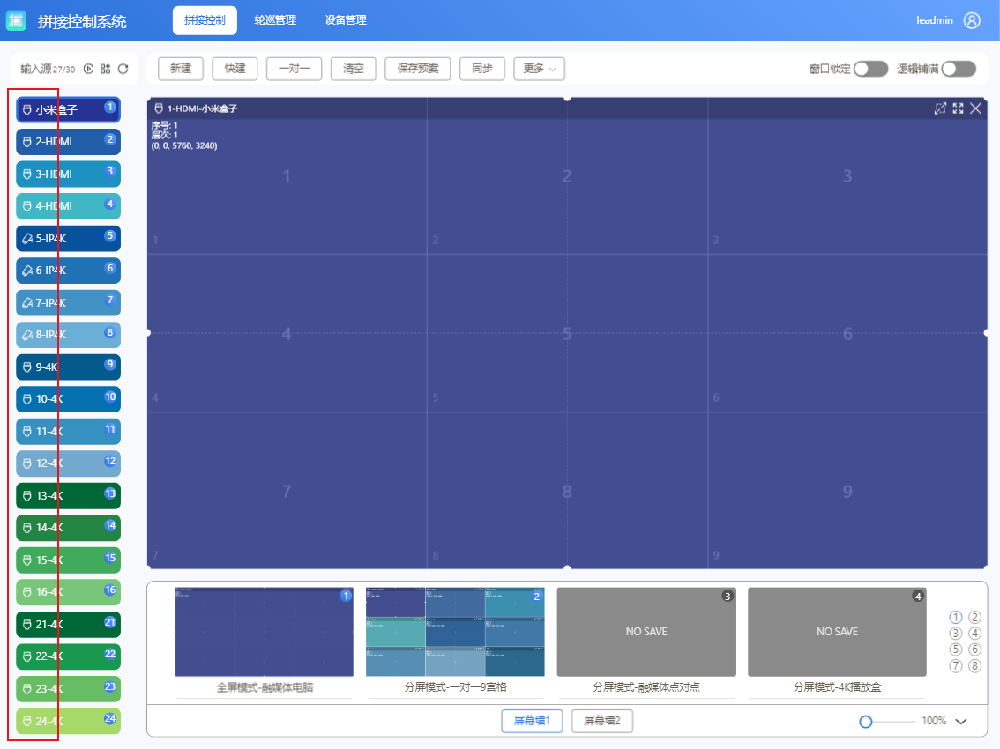 拼接控制系统
拼接控制 轮巡管理 设备管理
leadmin
输入源27/30
新建 快建 一对一 清空 保存预案 同步 更多
窗口锁定 逻辑铺满
小米盒子 1
2-HDMI 2
3-HDMI 3
4-HDMI 4
5-IP4K 5
6-IP4K 6
7-IP4K 7
8-IP4K 8
9-4K 9
10-4K 10
11-4K 11
12-4K 12
13-4K 13
14-4K 14
15-4K 15
16-4K 16
21-4K 21
22-4K 22
23-4K 23
24-4K 24
1-HDMI-小米盒子
序号: 1
层次: 1
(0, 0, 5760, 3240)
1 2 3
1 2 3
4 5 6
4 5 6
7 8 9
7 8 9
1 2 3 4
NO SAVE NO SAVE
全屏模式-融媒体电脑 分屏模式-一对一9宫格 分屏模式-融媒体点对点 分屏模式-4K播放盒
1 2
3 4
5 6
7 8
屏幕墙1 屏幕墙2
100%